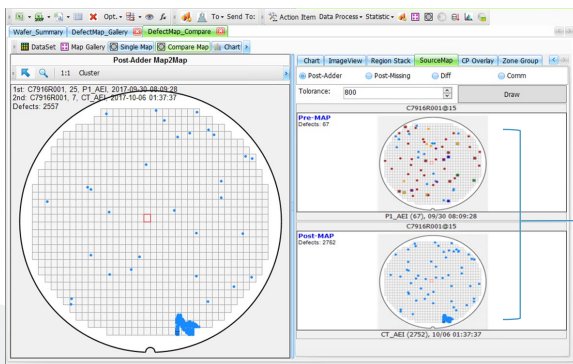 Opt.
To
Send To:
Action Item Data Process Statistic
Wafer_Summary DefectMap_Gallery DefectMap_Compare
DataSet Map Gallery Single Map Compare Map Chart
Post-Adder Map2Map
1:1 Cluster
1st: C7916R001, 25, P1_AEI, 2017-09-30 08:09:28
2nd: C7916R001, 7, CT_AEI, 2017-10-06 01:37:37
Defects: 2557
Chart ImageView Region Stack SourceMap CP Overlay Zone Group
Post-Adder Post-Missing Diff Comm
Tolerance: 800 Draw
C7916R001@15
Pre-MAP
Defects: 67
P1_AEI (67), 09/30 08:09:28
C7916R001@15
Post-MAP
CT_AEI (2752), 10/06 01:37:37